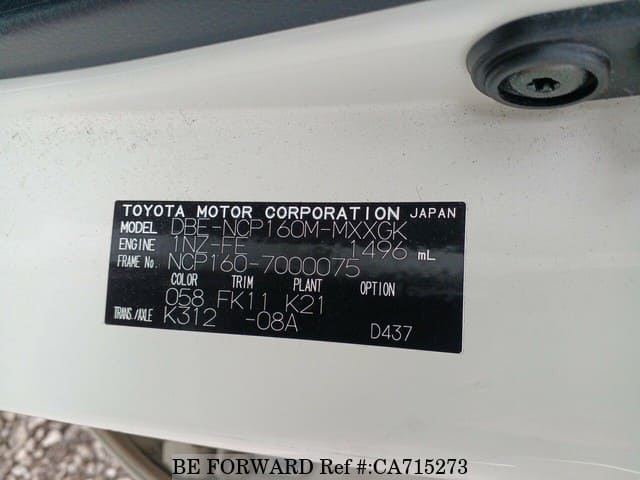 TOYOTA MOTOR CORPORATION JAPAN
MODEL DBE-NCP160M-MXXGK
ENGINE 1NZ-FE 1496 mL
FRAME No. NCP160-7000075
COLOR TRIM PLANT OPTION
058 FK11 K21
TRANS./AXLE K312 -08A
D437
BE FORWARD Ref #:CA715273